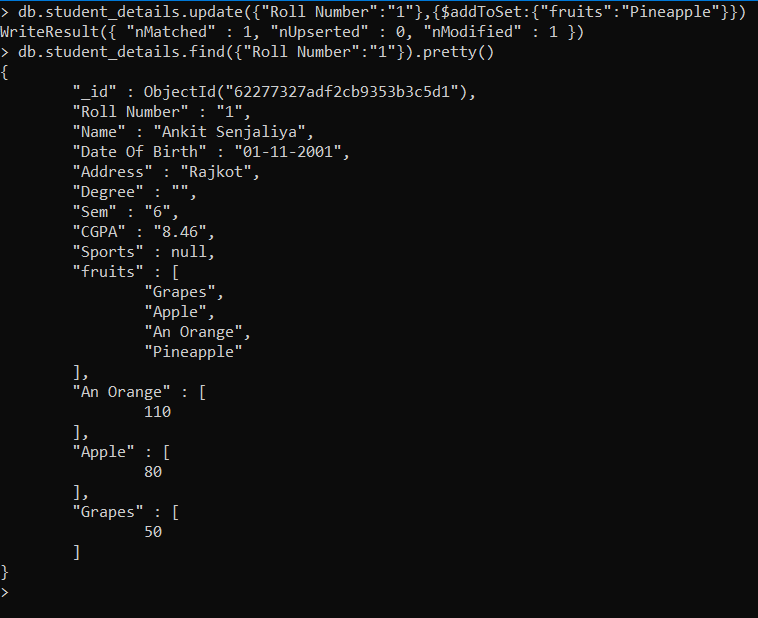 > db.student_details.update({"Roll Number":"1"},{$addToSet:{"fruits":"Pineapple"}})
WriteResult({ "nMatched" : 1, "nUpserted" : 0, "nModified" : 1 })
> db.student_details.find({"Roll Number":"1"}).pretty()
{
        "_id" : ObjectId("62277327adf2cb9353b3c5d1"),
        "Roll Number" : "1",
        "Name" : "Ankit Senjaliya",
        "Date Of Birth" : "01-11-2001",
        "Address" : "Rajkot",
        "Degree" : "",
        "Sem" : "6",
        "CGPA" : "8.46",
        "Sports" : null,
        "fruits" : [
                "Grapes",
                "Apple",
                "An Orange",
                "Pineapple"
        ],
        "An Orange" : [
                110
        ],
        "Apple" : [
                80
        ],
        "Grapes" : [
                50
        ]
}
>